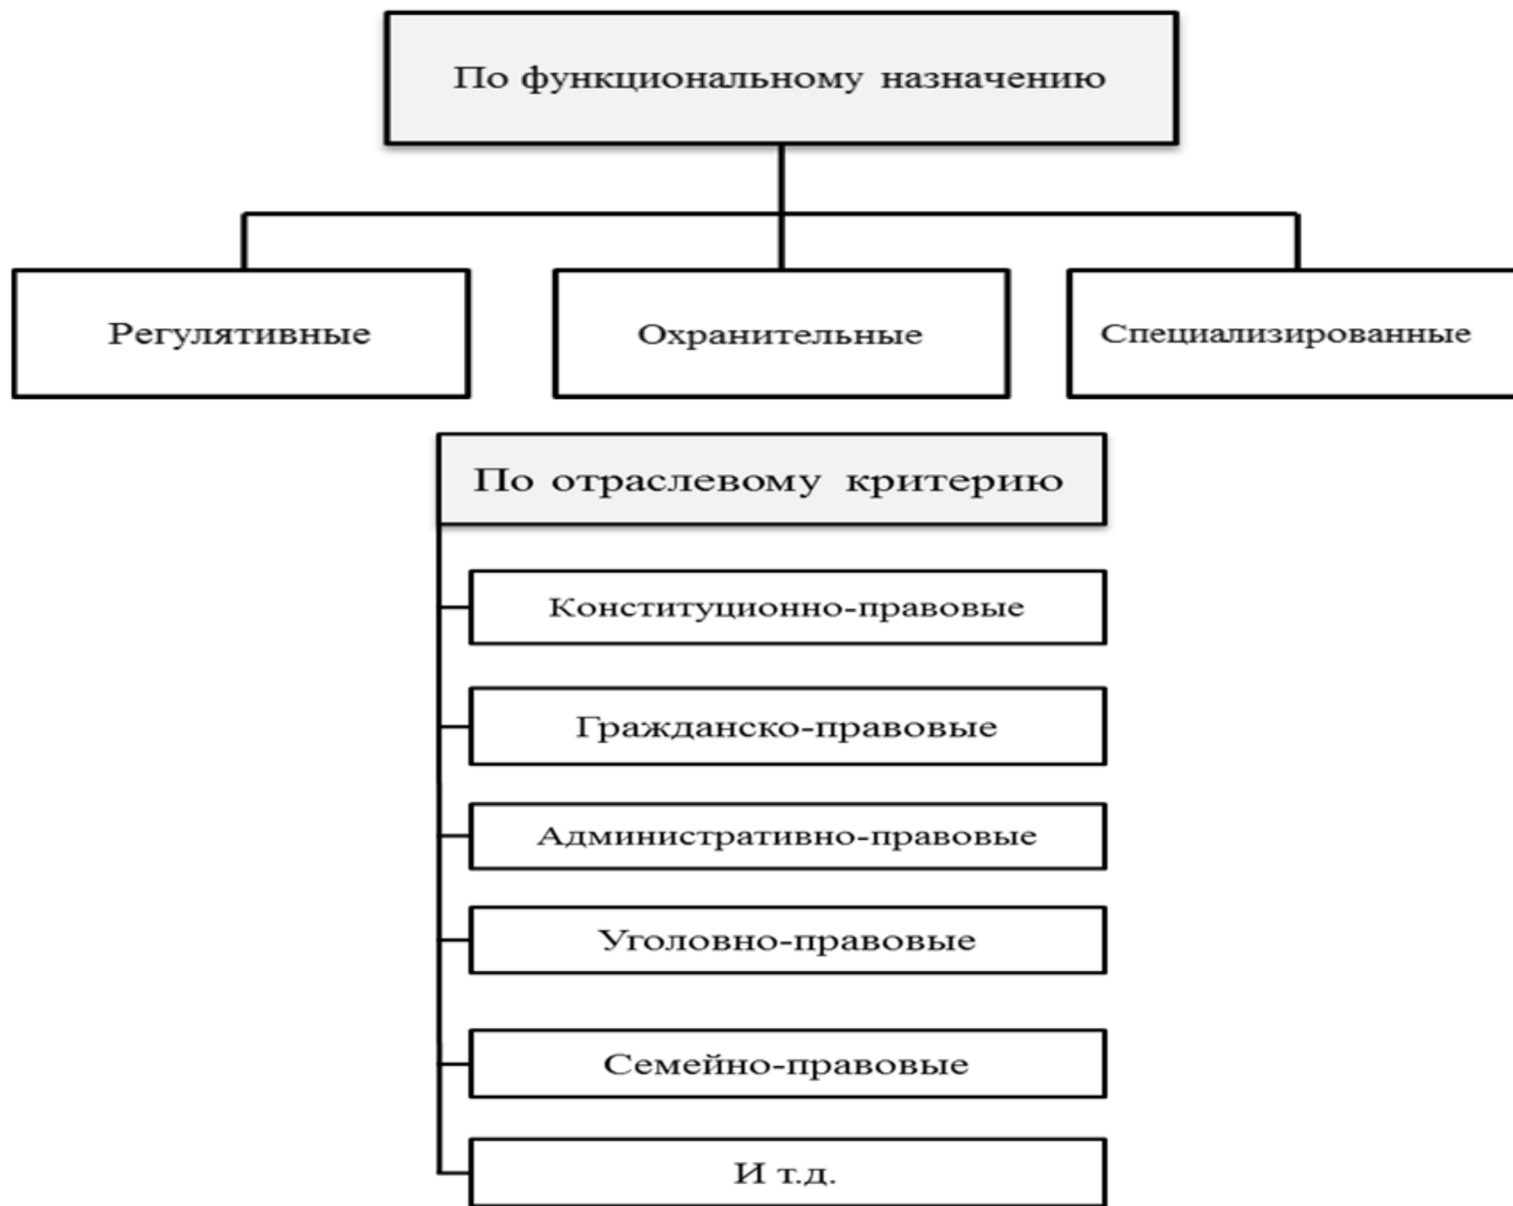 По функциональному назначению
Регулятивные
Охранительные
Специализированные
По отраслевому критерию
Конституционно-правовые
Гражданско-правовые
Административно-правовые
Уголовно-правовые
Семейно-правовые
И т.д.